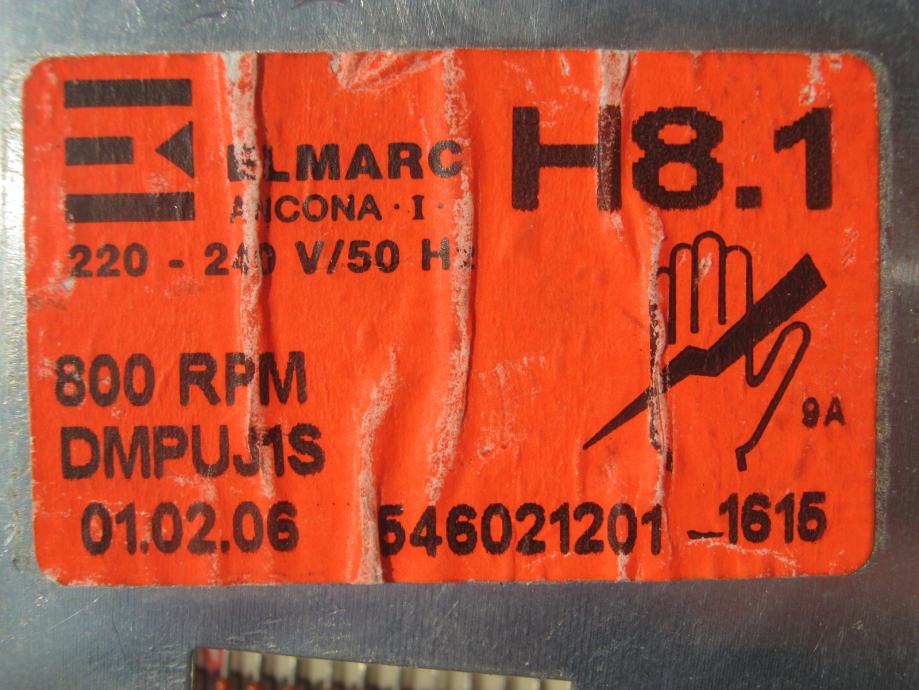 ELMARC
ANCONA · I ·
H8.1
220 - 240 V/50 Hz
800 RPM
DMPUJ1S
9A
01.02.06 546021201 -1615